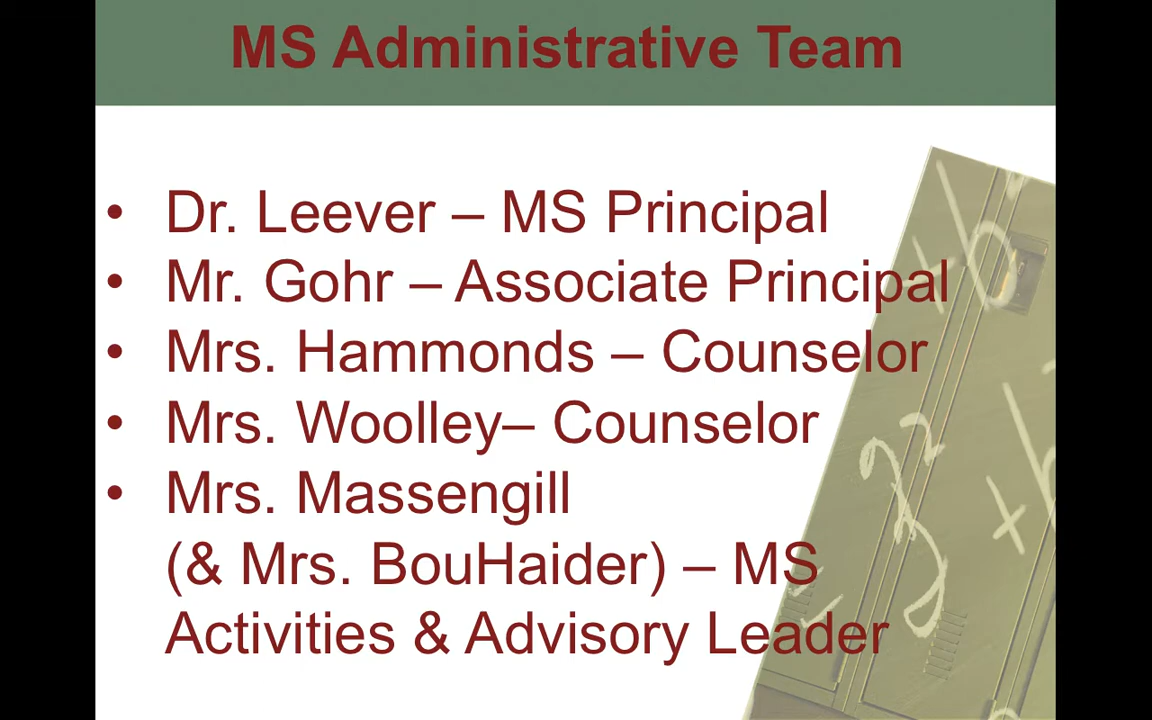 MS Administrative Team
• Dr. Leever – MS Principal
• Mr. Gohr – Associate Principal
• Mrs. Hammonds – Counselor
• Mrs. Woolley– Counselor
• Mrs. Massengill
(& Mrs. BouHaider) – MS
Activities & Advisory Leader